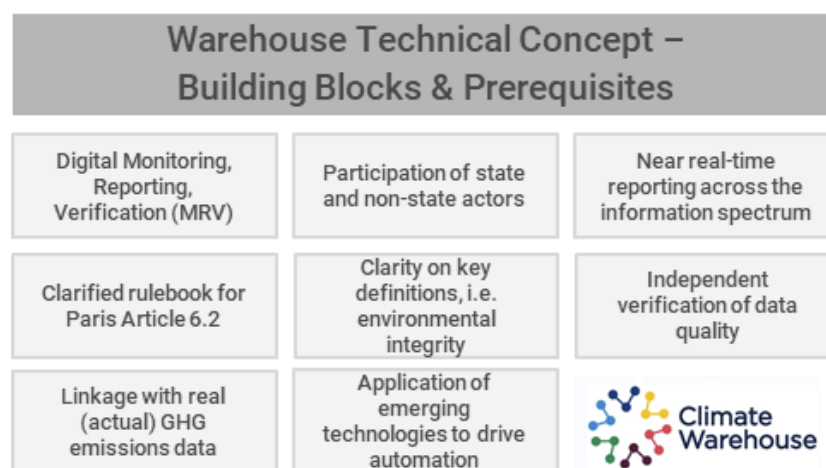 Warehouse Technical Concept –
Building Blocks & Prerequisites
Digital Monitoring,
Reporting,
Verification (MRV)
Participation of state
and non-state actors
Near real-time
reporting across the
information spectrum
Clarified rulebook for
Paris Article 6.2
Clarity on key
definitions, i.e.
environmental
integrity
Independent
verification of data
quality
Linkage with real
(actual) GHG
emissions data
Application of
emerging
technologies to drive
automation
Climate
Warehouse